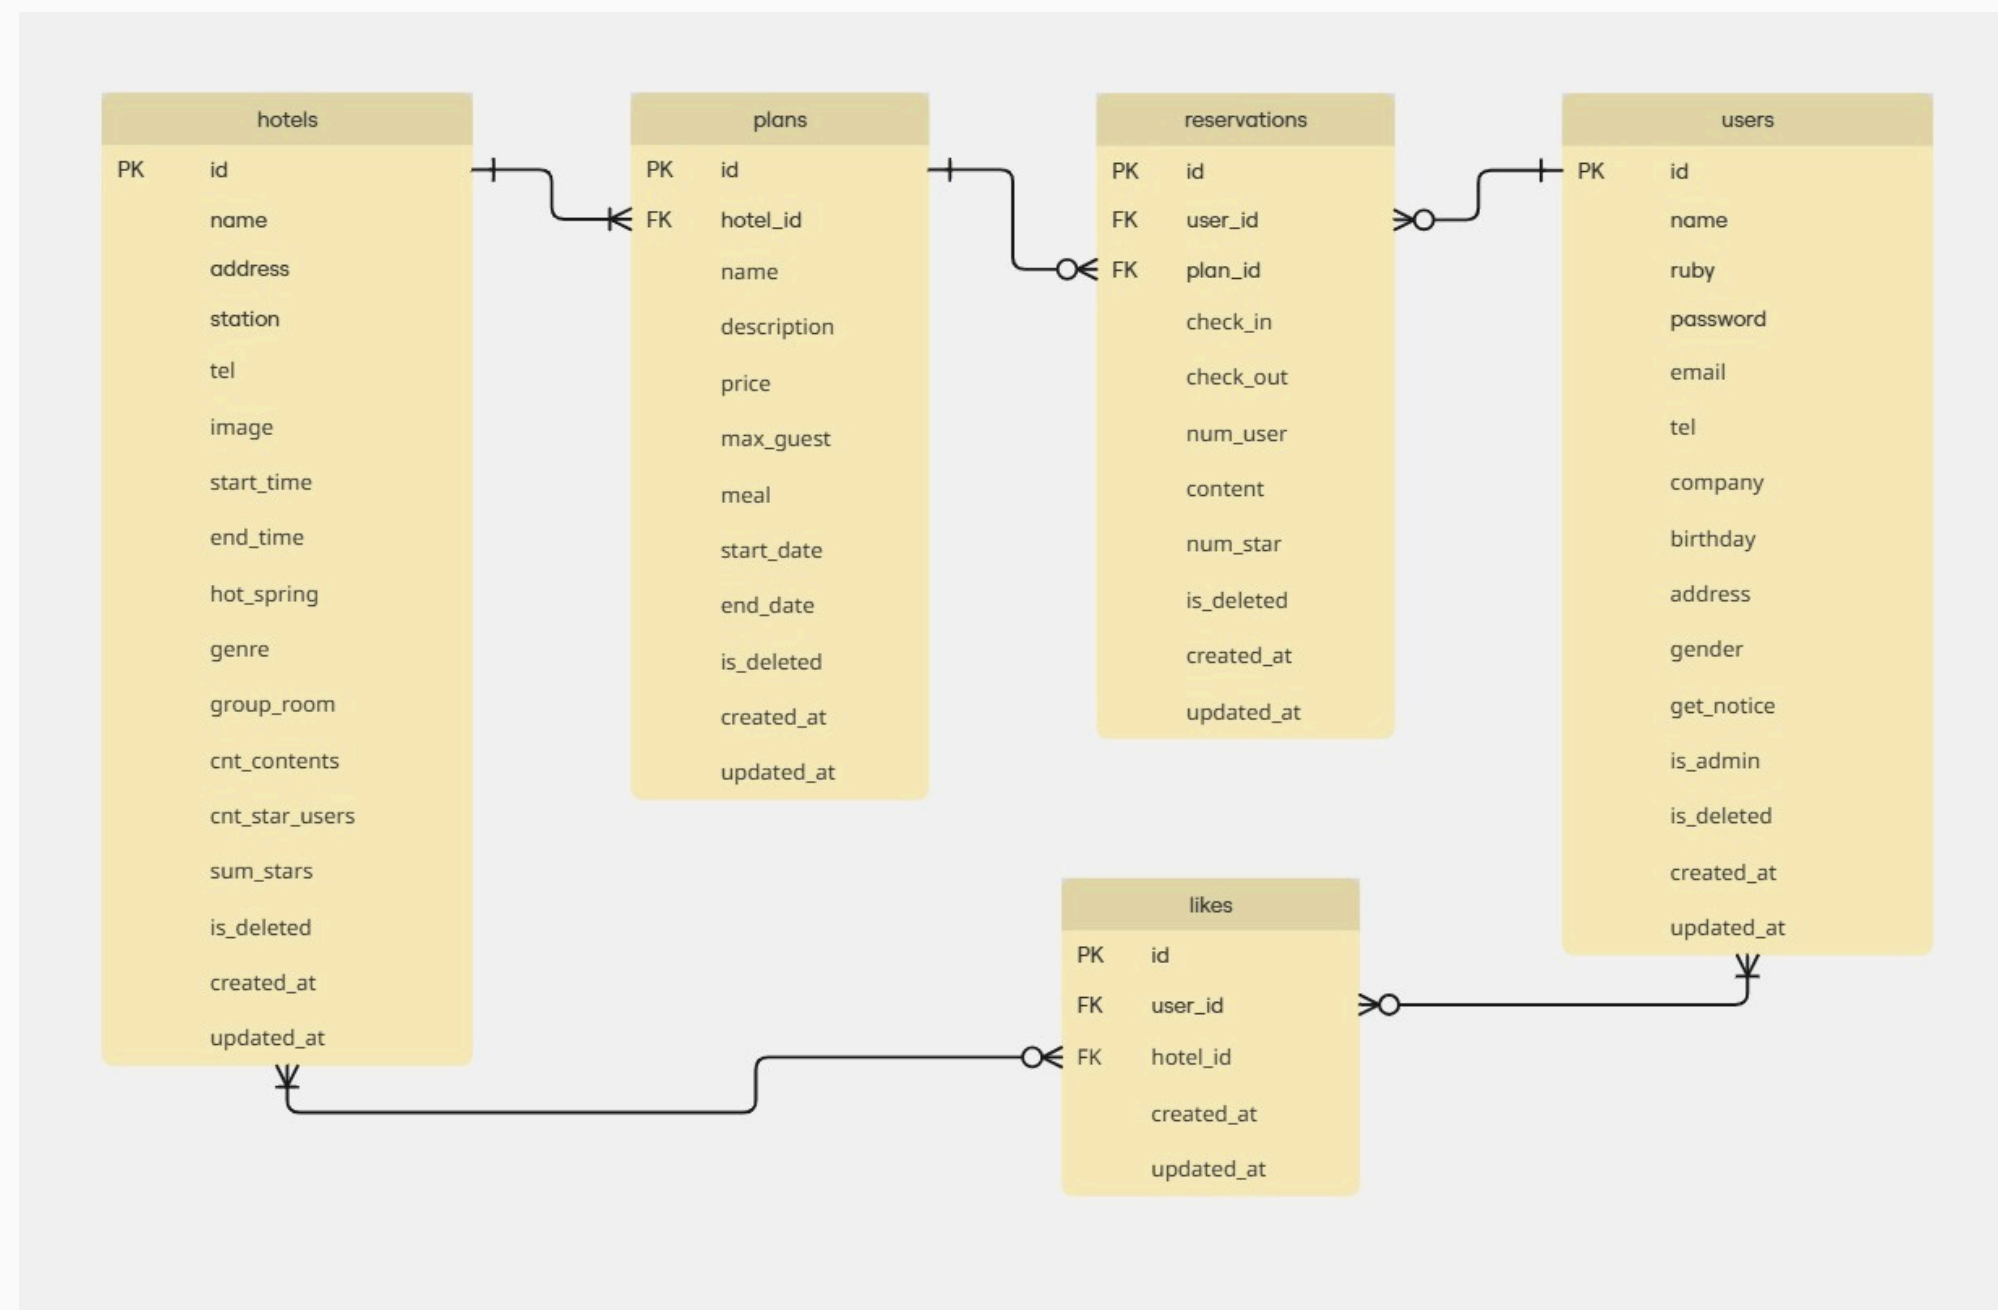 hotels
PK id
name
address
station
tel
image
start_time
end_time
hot_spring
genre
group_room
cnt_contents
cnt_star_users
sum_stars
is_deleted
created_at
updated_at
plans
PK id
FK hotel_id
name
description
price
max_guest
meal
start_date
end_date
is_deleted
created_at
updated_at
reservations
PK id
FK user_id
FK plan_id
check_in
check_out
num_user
content
num_star
is_deleted
created_at
updated_at
users
PK id
name
ruby
password
email
tel
company
birthday
address
gender
get_notice
is_admin
is_deleted
created_at
updated_at
likes
PK id
FK user_id
FK hotel_id
created_at
updated_at